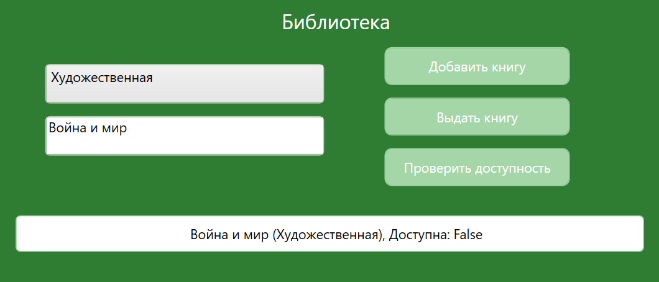 Библиотека
Художественная
Война и мир
Добавить книгу
Выдать книгу
Проверить доступность
Война и мир (Художественная), Доступна: False